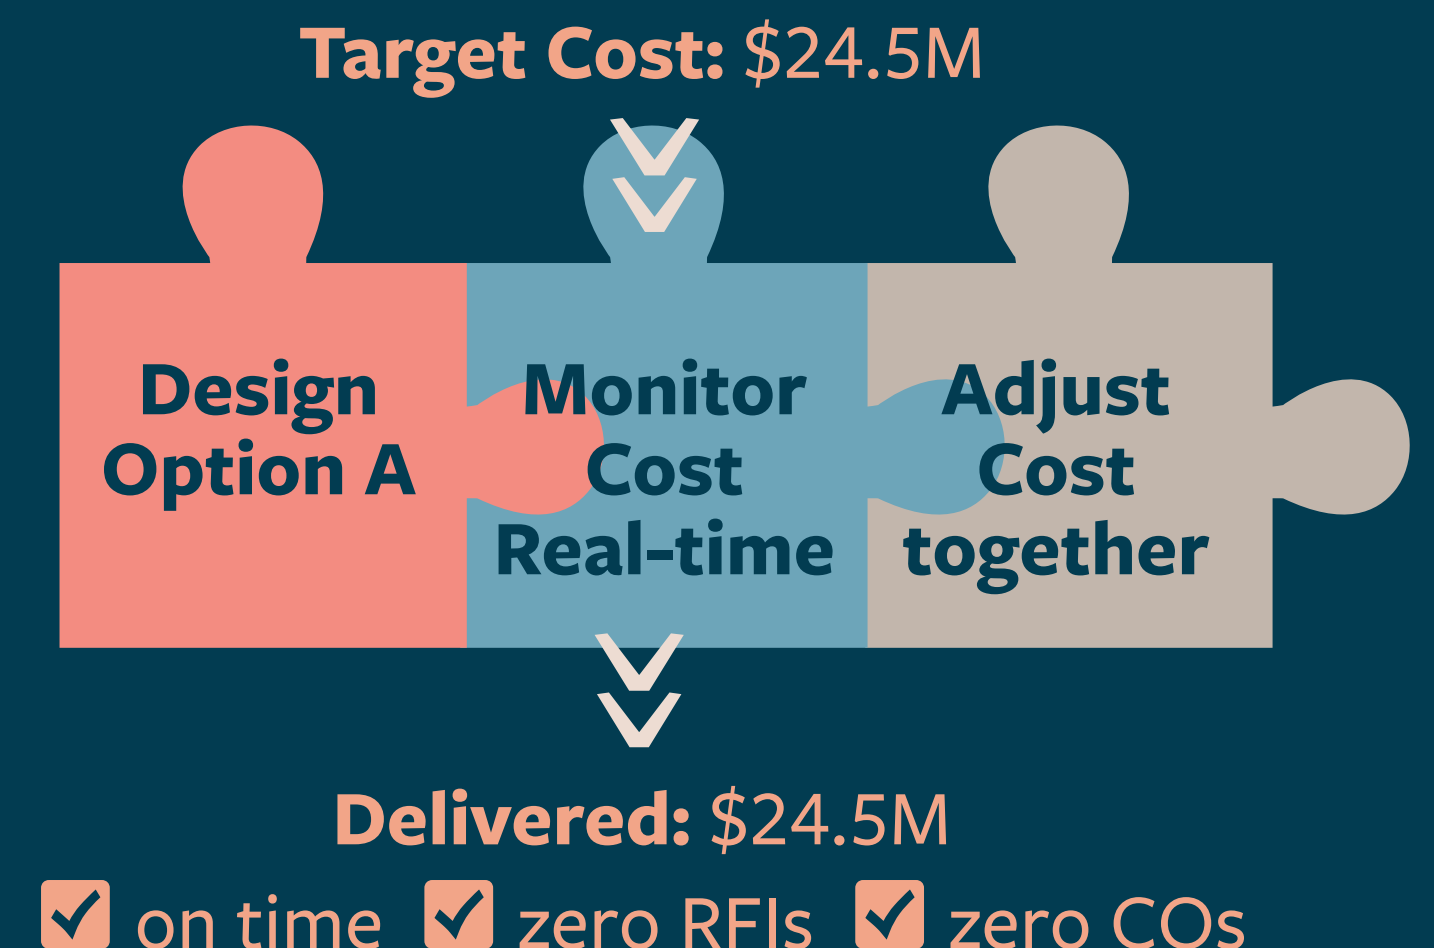 Target Cost: $24.5M
Design
Option A
Monitor
Cost
Real-time
Adjust
Cost
together
Delivered: $24.5M
on time zero RFIs zero COs